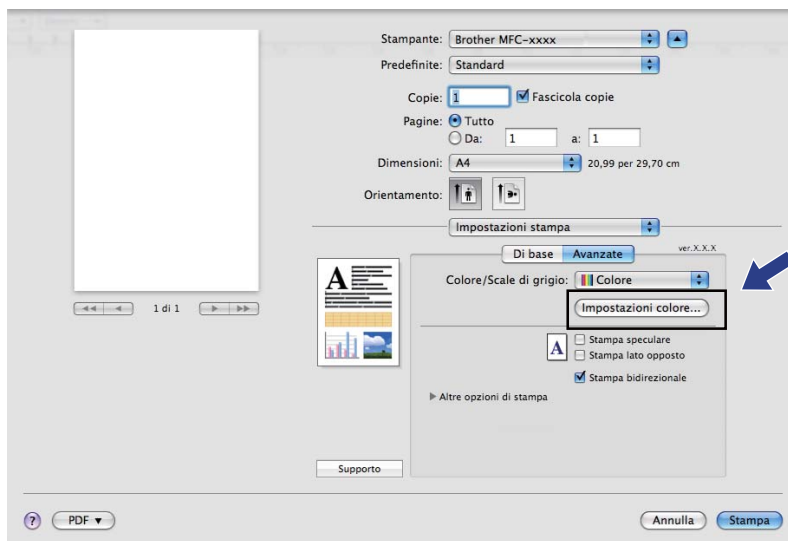 Stampante: Brother MFC-xxxx
Predefinite: Standard
Copie: 1 Fascicola copie
Pagine: Tutto
Da: 1 a: 1
Dimensioni: A4 20,99 per 29,70 cm
Orientamento:
Impostazioni stampa
Di base Avanzate ver.X.X.X
Colore/Scale di grigio: Colore
Impostazioni colore...
A Stampa speculare
Stampa lato opposto
Stampa bidirezionale
Altre opzioni di stampa
1 di 1
A
Supporto
? PDF Annulla Stampa